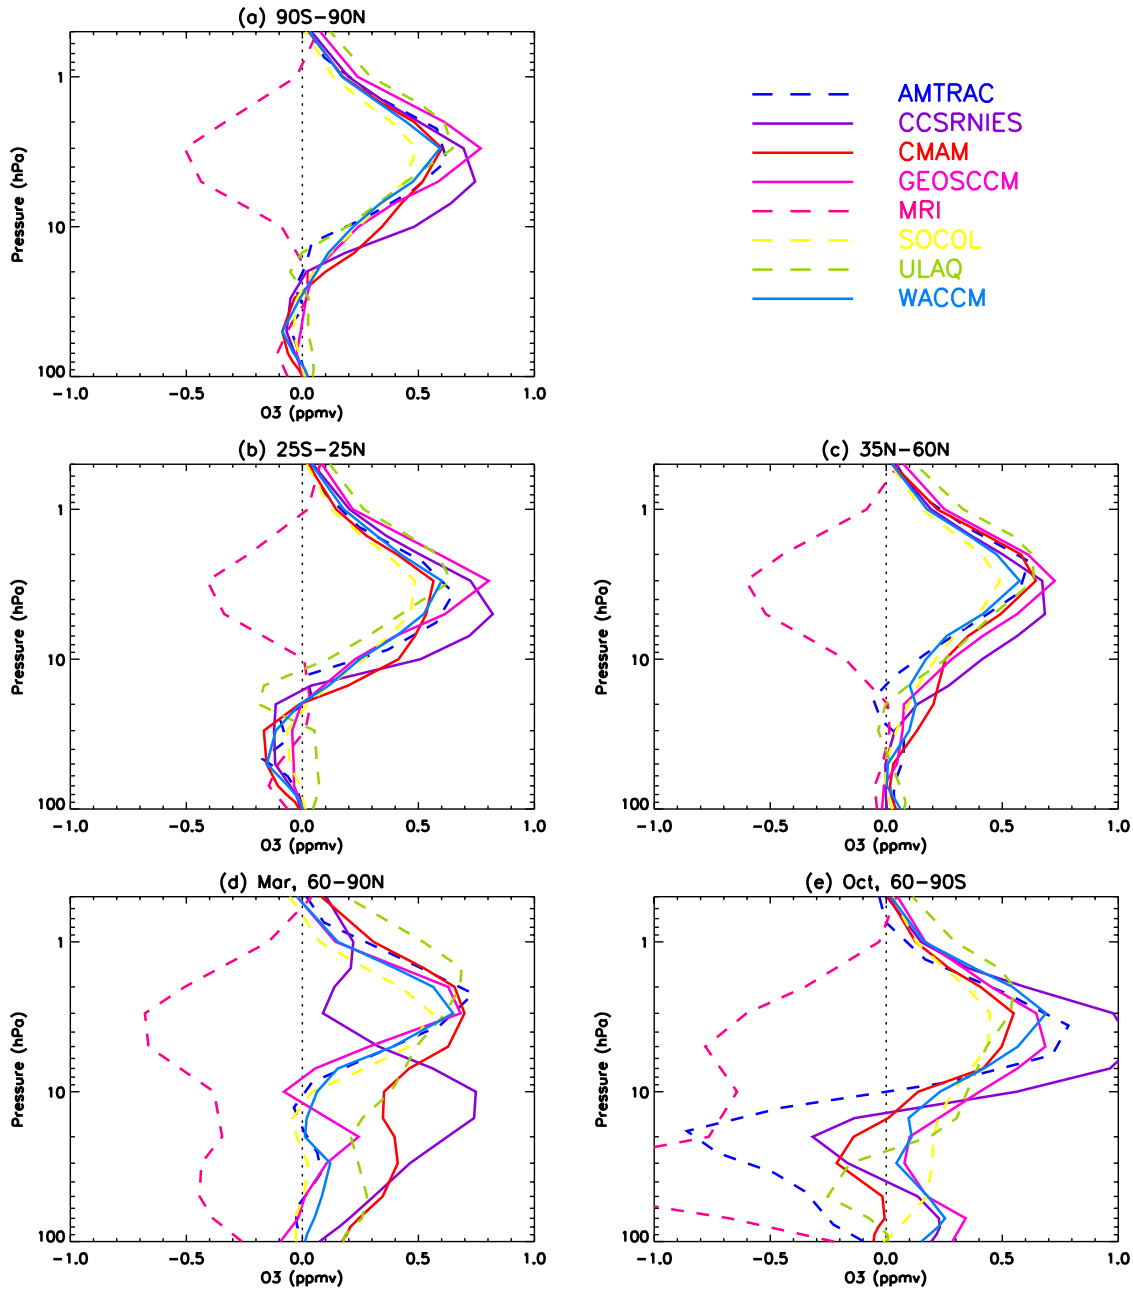 (a) 90S−90N
Pressure (hPa)
1
10
100
−1.0 −0.5 0.0 0.5 1.0
O3 (ppmv)
AMTRAC
CCSRNIES
CMAM
GEOSCCM
MRI
SOCOL
ULAQ
WACCM
(b) 25S−25N
Pressure (hPa)
1
10
100
−1.0 −0.5 0.0 0.5 1.0
O3 (ppmv)
(c) 35N−60N
Pressure (hPa)
1
10
100
−1.0 −0.5 0.0 0.5 1.0
O3 (ppmv)
(d) Mar, 60−90N
Pressure (hPa)
1
10
100
−1.0 −0.5 0.0 0.5 1.0
O3 (ppmv)
(e) Oct, 60−90S
Pressure (hPa)
1
10
100
−1.0 −0.5 0.0 0.5 1.0
O3 (ppmv)